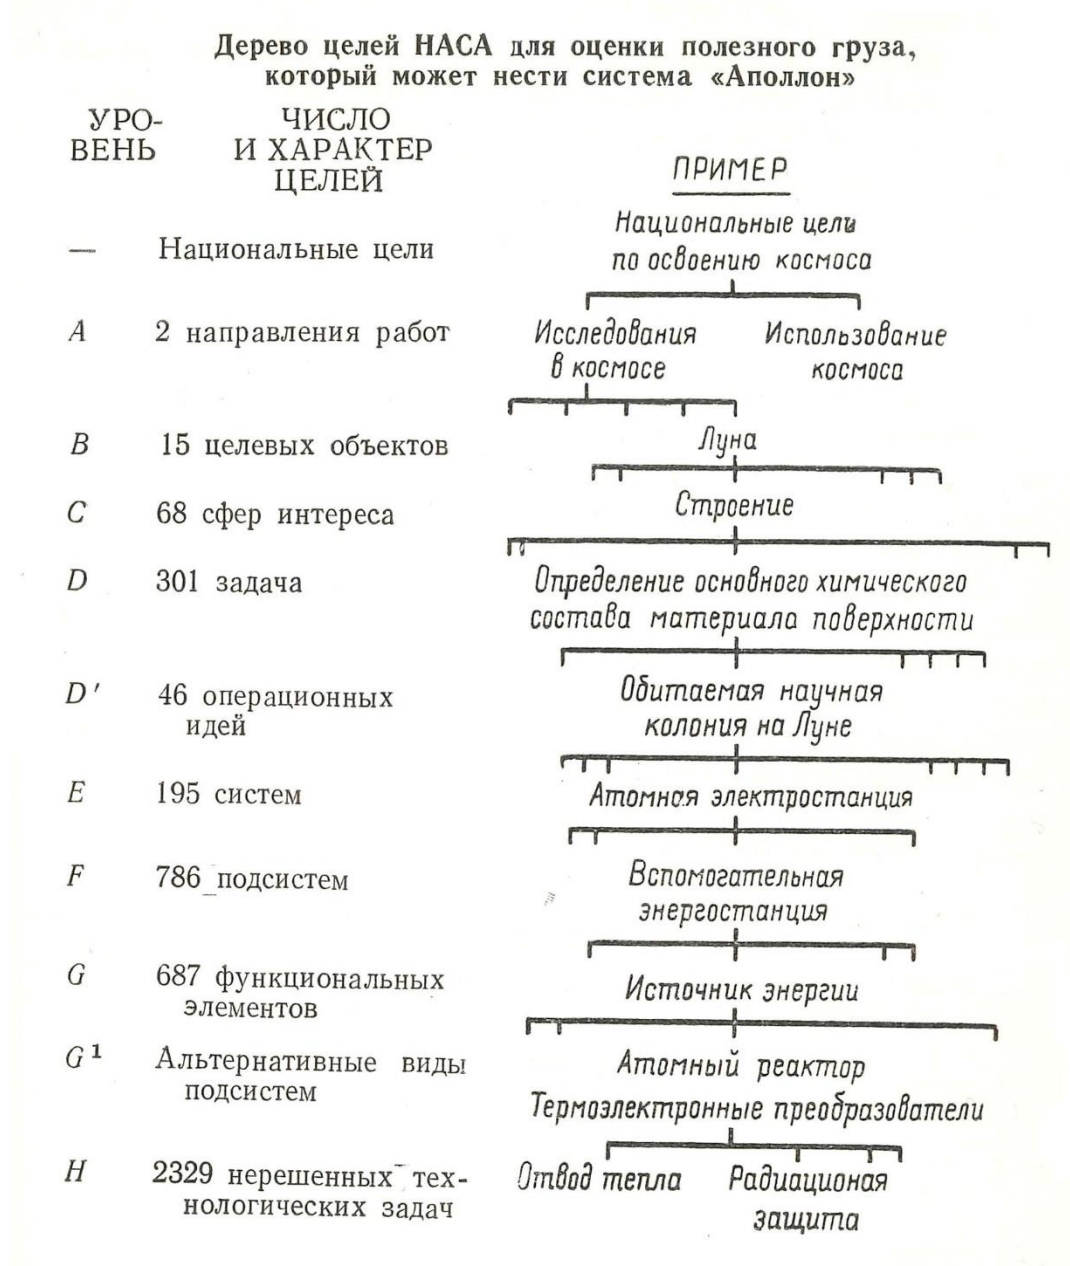 Дерево целей НАСА для оценки полезного груза,
который может нести система «Аполлон»
УРО-
ВЕНЬ
ЧИСЛО
И ХАРАКТЕР
ЦЕЛЕЙ
ПРИМЕР
— Национальные цели
Национальные цели
по освоению космоса
A 2 направления работ
Исследования
в космосе
Использование
космоса
B 15 целевых объектов
Луна
C 68 сфер интереса
Строение
D 301 задача
Определение основного химического
состава материала поверхности
D′ 46 операционных
идей
Обитаемая научная
колония на Луне
E 195 систем
Атомная электростанция
F 786 подсистем
Вспомогательная
энергостанция
G 687 функциональных
элементов
Источник энергии
G¹ Альтернативные виды
подсистем
Атомный реактор
Термоэлектронные преобразователи
H 2329 нерешенных тех-
нологических задач
Отвод тепла
Радиационая
защита